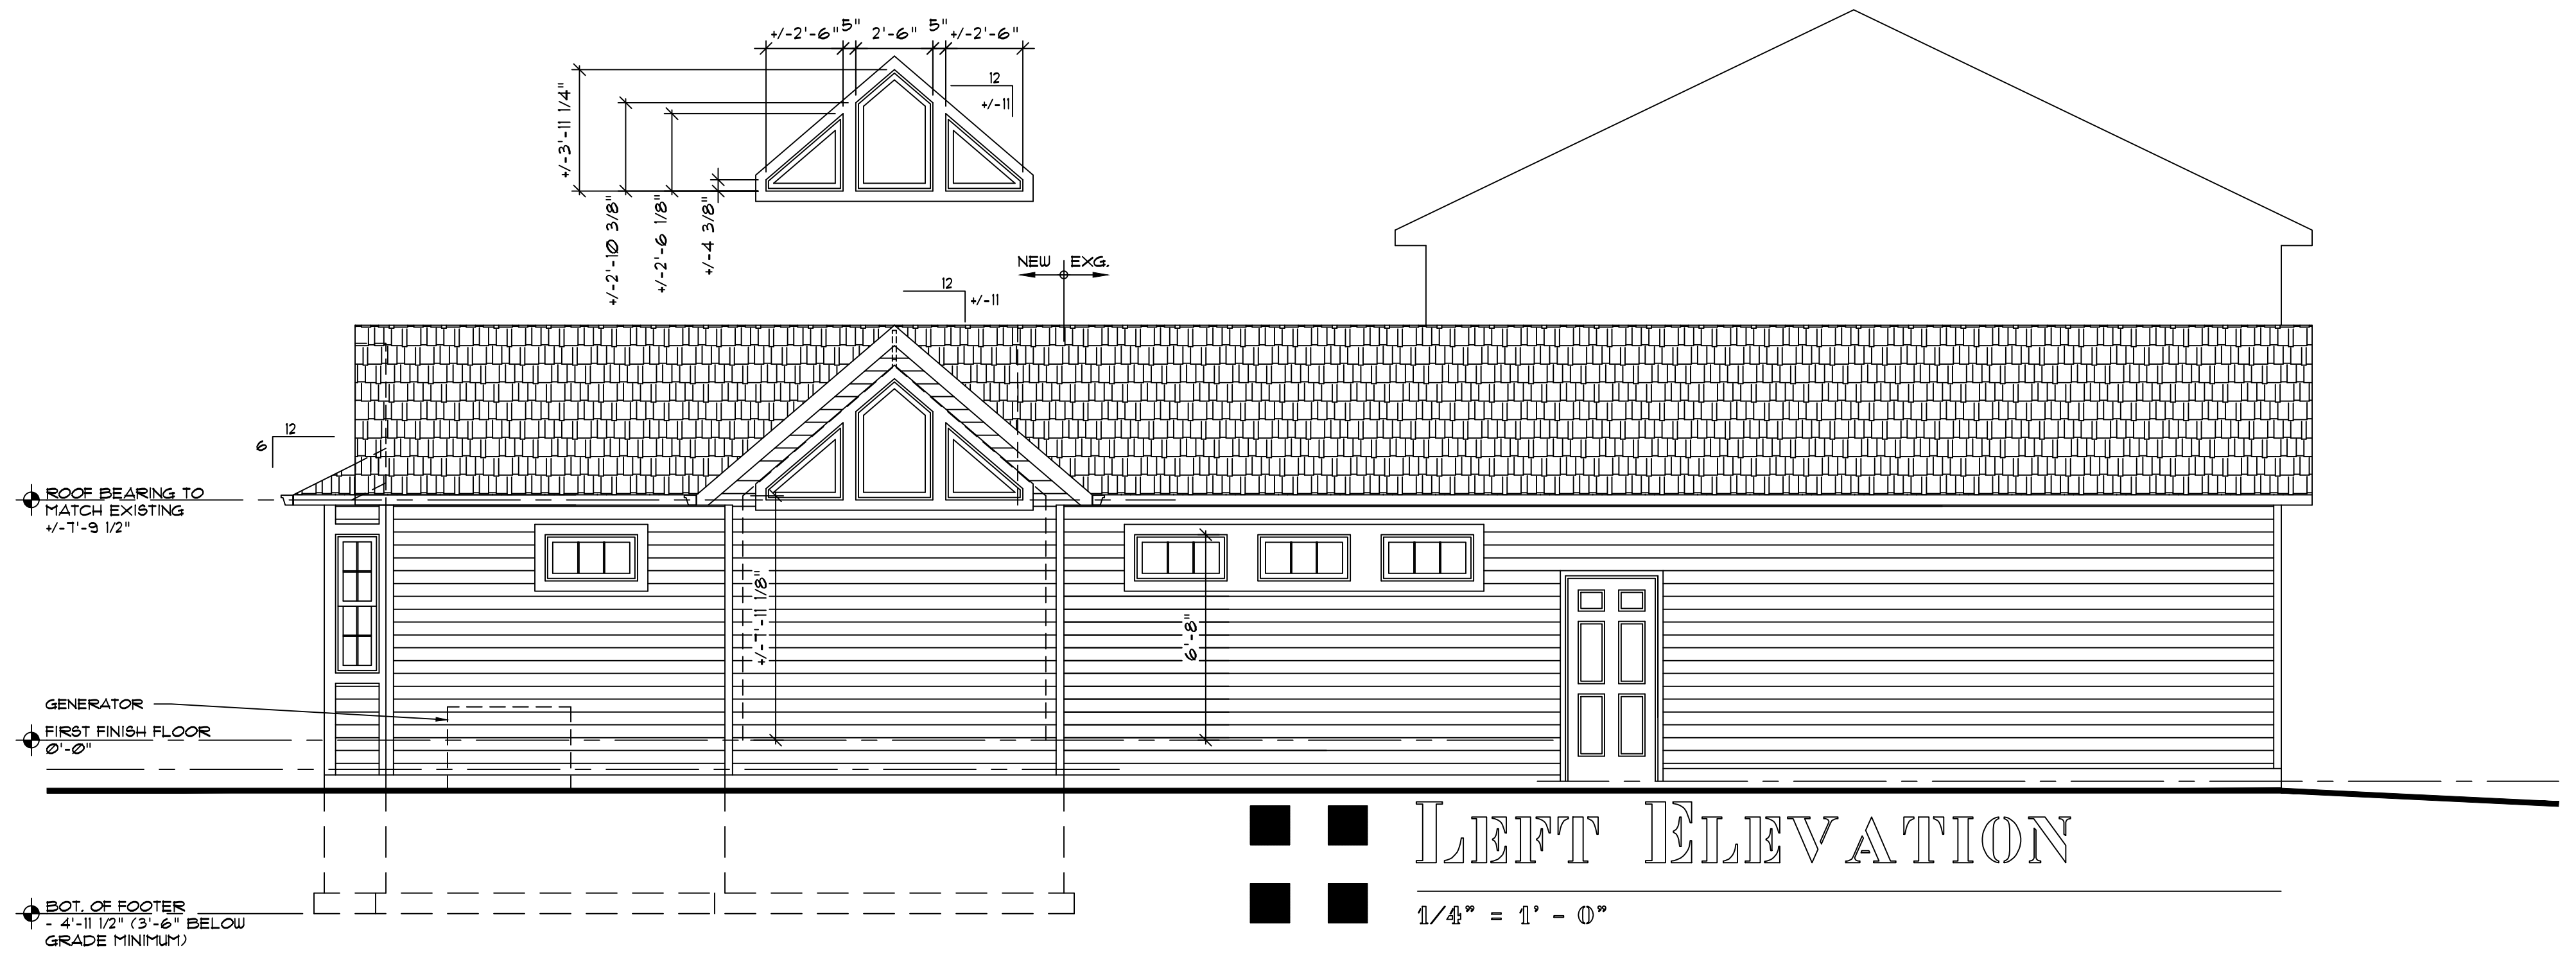 +/-2'-6"
5"
2'-6"
5"
+/-2'-6"
12
+/-11
+/-3'-11 1/4"
+/-2'-10 3/8"
+/-2'-6 1/8"
+/-4 3/8"
NEW
EXG.
12
+/-11
12
6
ROOF BEARING TO
MATCH EXISTING
+/-7'-9 1/2"
+/-7'-11 1/8"
6'-8"
GENERATOR
FIRST FINISH FLOOR
0'-0"
LEFT ELEVATION
1/4" = 1' - 0"
BOT. OF FOOTER
- 4'-11 1/2" (3'-6" BELOW
GRADE MINIMUM)